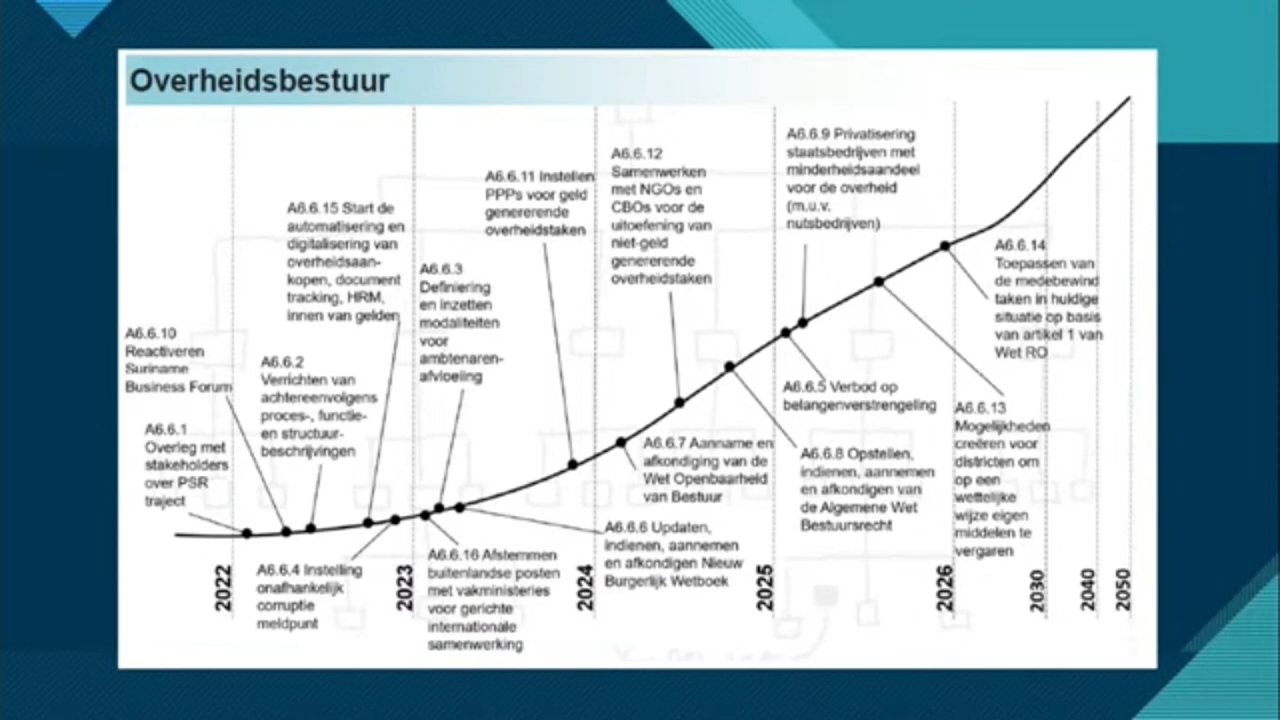 Overheidsbestuur
A6.6.10
Reactiveren
Suriname
Business Forum
A6.6.1
Overleg met
stakeholders
over PSR
traject
A6.6.2
Verrichten van
achtereenvolgens
proces-, functie-
en structuur-
beschrijvingen
A6.6.15 Start de
automatisering en
digitalisering van
overheidsaan-
kopen, document
tracking, HRM,
innen van gelden
A6.6.4 Instelling
onafhankelijk
corruptie
meldpunt
A6.6.3
Definiering
en inzetten
modaliteiten
voor
ambtenaren-
afvloeiing
A6.6.16 Afstemmen
buitenlandse posten
met vakministeries
voor gerichte
internationale
samenwerking
A6.6.11 Instellen
PPPs voor geld
genererende
overheidstaken
A6.6.6 Updaten,
indienen, aannemen
en afkondigen Nieuw
Burgerlijk Wetboek
A6.6.12
Samenwerken
met NGOs en
CBOs voor de
uitoefening van
niet-geld
genererende
overheidstaken
A6.6.7 Aanname en
afkondiging van de
Wet Openbaarheid
van Bestuur
A6.6.9 Privatisering
staatsbedrijven met
minderheidsaandeel
voor de overheid
(m.u.v.
nutsbedrijven)
A6.6.5 Verbod op
belangenverstrengeling
A6.6.8 Opstellen,
indienen, aannemen
en afkondigen van
de Algemene Wet
Bestuursrecht
A6.6.14
Toepassen van
de medebewind
taken in huidige
situatie op basis
van artikel 1 van
Wet RO
A6.6.13
Mogelijkheden
creëren voor
districten om
op een
wettelijke
wijze eigen
middelen te
vergaren
2022
2023
2024
2025
2026
2030
2040
2050